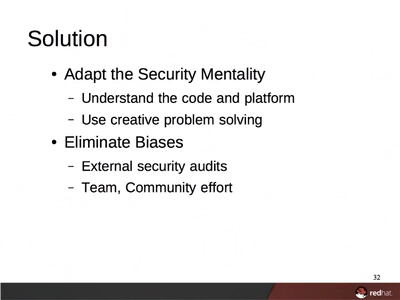 Solution
• Adapt the Security Mentality
– Understand the code and platform
– Use creative problem solving
• Eliminate Biases
– External security audits
– Team, Community effort
32
redhat.